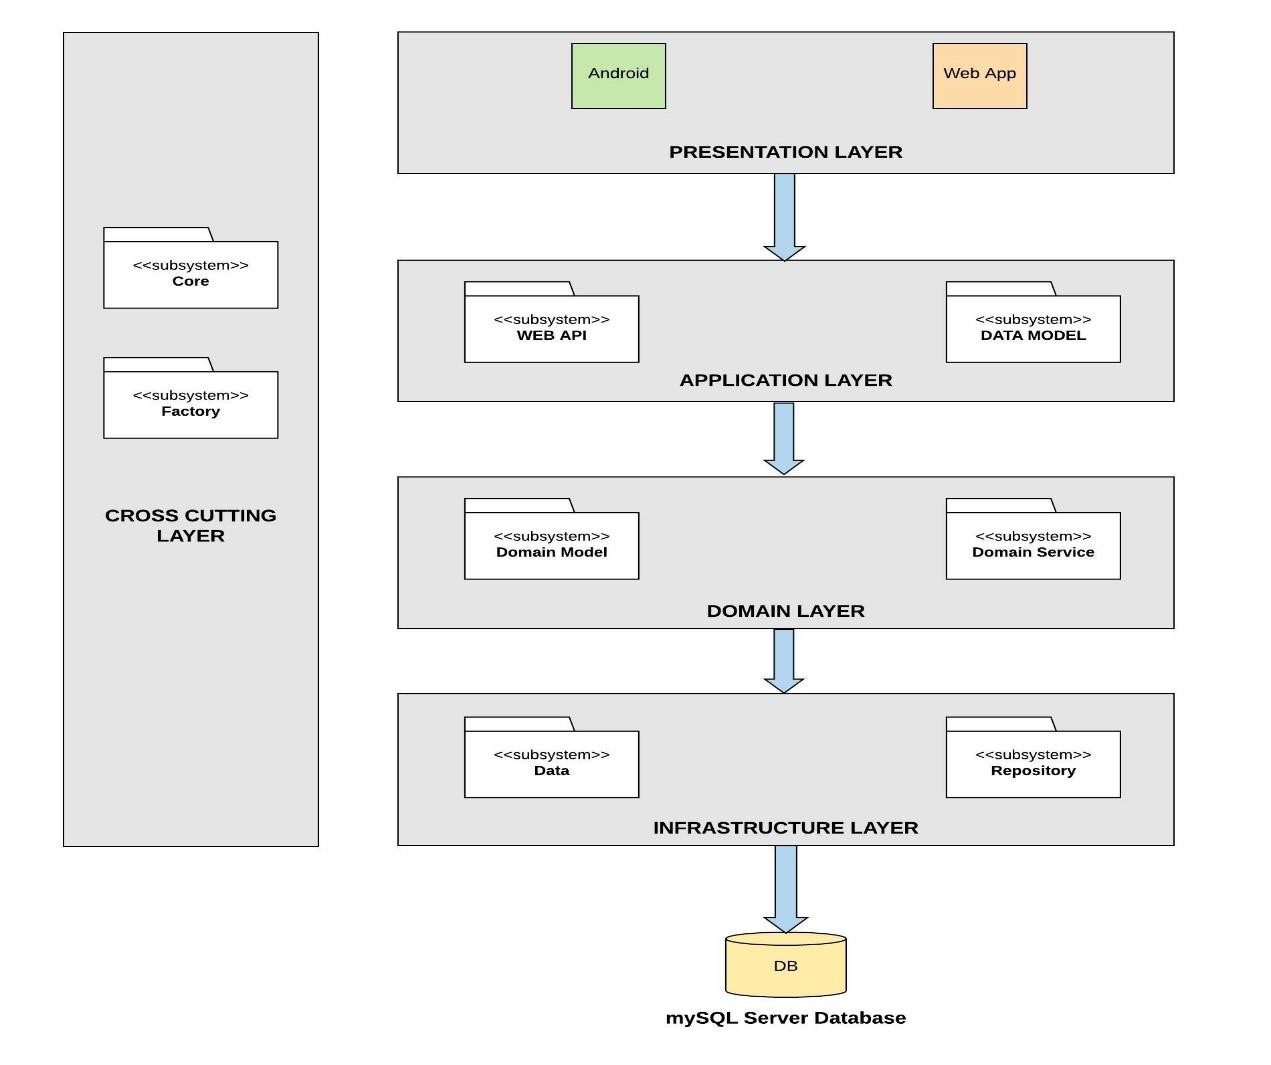 Android
Web App
PRESENTATION LAYER
<<subsystem>>
Core
<<subsystem>>
Factory
CROSS CUTTING
LAYER
<<subsystem>>
WEB API
<<subsystem>>
DATA MODEL
APPLICATION LAYER
<<subsystem>>
Domain Model
<<subsystem>>
Domain Service
DOMAIN LAYER
<<subsystem>>
Data
<<subsystem>>
Repository
INFRASTRUCTURE LAYER
DB
mySQL Server Database